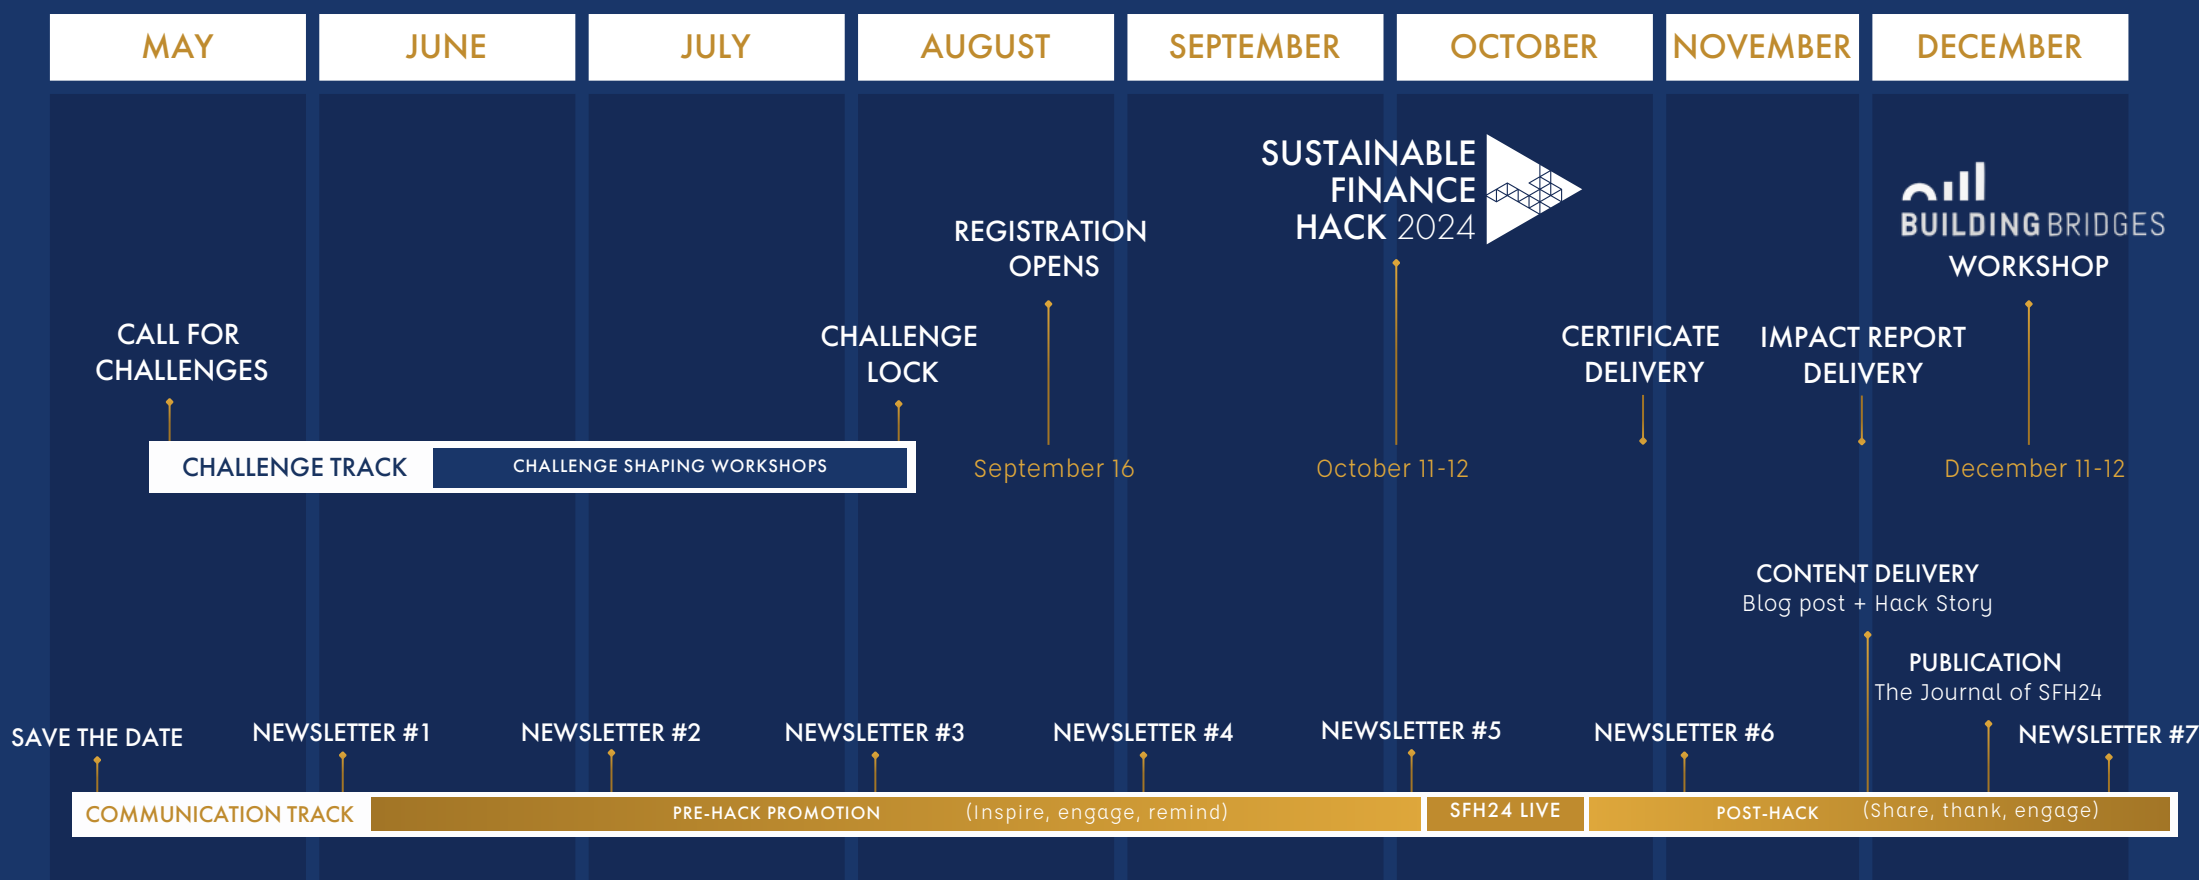 MAY
JUNE
JULY
AUGUST
SEPTEMBER
OCTOBER
NOVEMBER
DECEMBER
SUSTAINABLE
FINANCE
HACK 2024
BUILDINGBRIDGES
WORKSHOP
REGISTRATION
OPENS
CALL FOR
CHALLENGES
CHALLENGE
LOCK
CERTIFICATE
DELIVERY
IMPACT REPORT
DELIVERY
CHALLENGE TRACK
CHALLENGE SHAPING WORKSHOPS
September 16
October 11-12
December 11-12
CONTENT DELIVERY
Blog post + Hack Story
PUBLICATION
The Journal of SFH24
SAVE THE DATE
NEWSLETTER #1
NEWSLETTER #2
NEWSLETTER #3
NEWSLETTER #4
NEWSLETTER #5
NEWSLETTER #6
NEWSLETTER #7
COMMUNICATION TRACK
PRE-HACK PROMOTION (Inspire, engage, remind)
SFH24 LIVE
POST-HACK (Share, thank, engage)